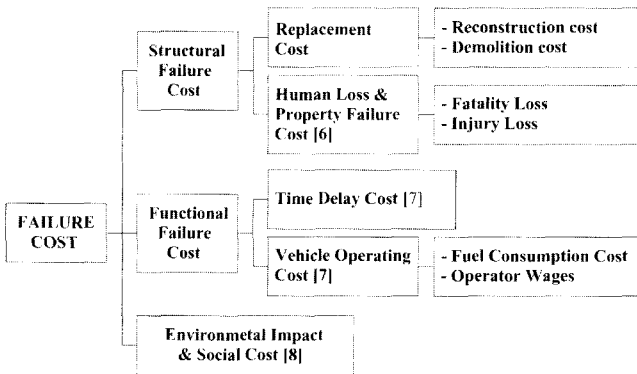 Replacement
Cost
- Reconstruction cost
- Demolition cost
Structural
Failure
Cost
Human Loss &
Property Failure
Cost [6]
- Fatality Loss
- Injury Loss
FAILURE
COST
Functional
Failure
Cost
Time Delay Cost [7]
Vehicle Operating
Cost [7]
- Fuel Consumption Cost
- Operator Wages
Environmetal Impact
& Social Cost [8]